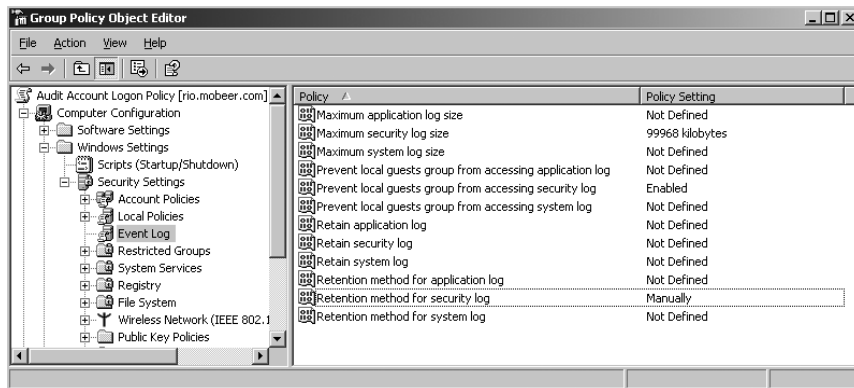 Group Policy Object Editor
File Action View Help
Audit Account Logon Policy [rio.mobeer.com]
Computer Configuration
Software Settings
Windows Settings
Scripts (Startup/Shutdown)
Security Settings
Account Policies
Local Policies
Event Log
Restricted Groups
System Services
Registry
File System
Wireless Network (IEEE 802.1
Public Key Policies
Policy Policy Setting
Maximum application log size Not Defined
Maximum security log size 99968 kilobytes
Maximum system log size Not Defined
Prevent local guests group from accessing application log Not Defined
Prevent local guests group from accessing security log Enabled
Prevent local guests group from accessing system log Not Defined
Retain application log Not Defined
Retain security log Not Defined
Retain system log Not Defined
Retention method for application log Not Defined
Retention method for security log Manually
Retention method for system log Not Defined